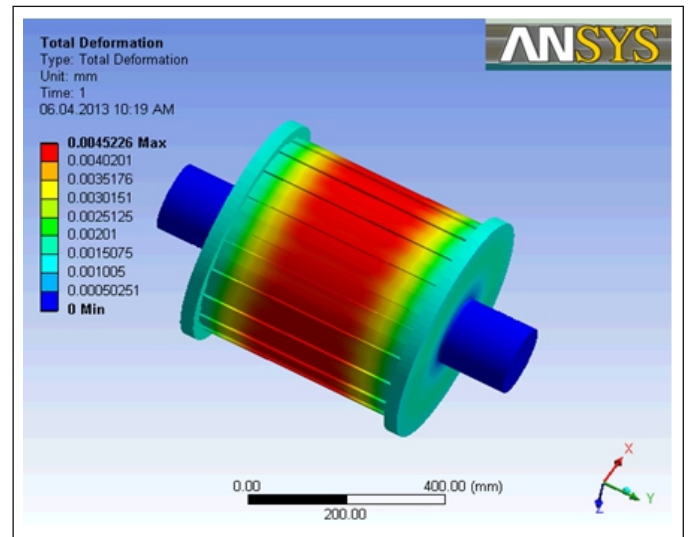 Total Deformation
Type: Total Deformation
Unit: mm
Time: 1
06.04.2013 10:19 AM
ANSYS
0.0045226 Max
0.0040201
0.0035176
0.0030151
0.0025125
0.00201
0.0015075
0.001005
0.00050251
0 Min
0.00 400.00 (mm)
200.00
X
Y
Z